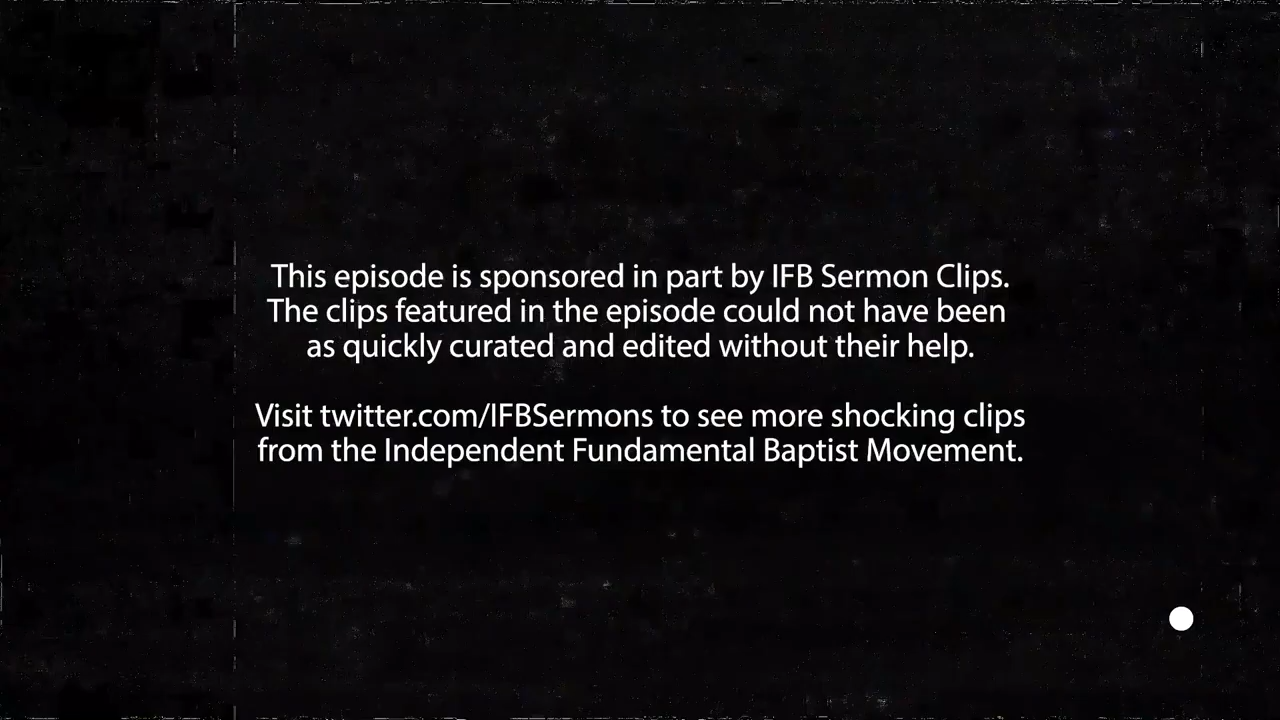 This episode is sponsored in part by IFB Sermon Clips.
The clips featured in the episode could not have been
as quickly curated and edited without their help.
Visit twitter.com/IFBSermons to see more shocking clips
from the Independent Fundamental Baptist Movement.